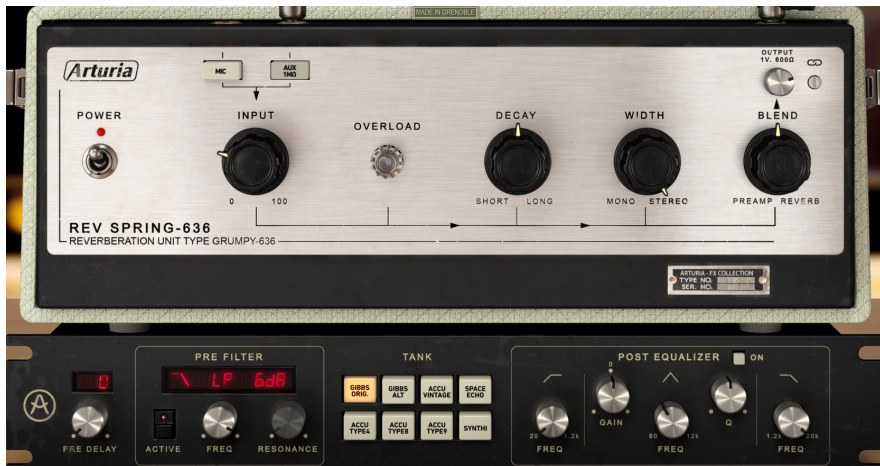 MADE IN GRENOBLE
Arturia
MIC
AUX
1MΩ
OUTPUT
1V. 600Ω
POWER
INPUT
OVERLOAD
DECAY
WIDTH
BLEND
0 100
SHORT LONG
MONO STEREO
PREAMP REVERB
REV SPRING-636
REVERBERATION UNIT TYPE GRUMPY-636
ARTURIA - FX COLLECTION
TYPE NO.
SER. NO.
PRE FILTER
TANK
POST EQUALIZER
ON
0
LP 6dB
GIBBS
ORIG.
GIBBS
ALT
ACCU
VINTAGE
SPACE
ECHO
ACCU
TYPE4
ACCU
TYPE8
ACCU
TYPE9
SYNTHI
0
GAIN
Q
20 1.2k
80 12k
1.2k 20k
PRE DELAY
ACTIVE
FREQ
RESONANCE
FREQ
FREQ
FREQ